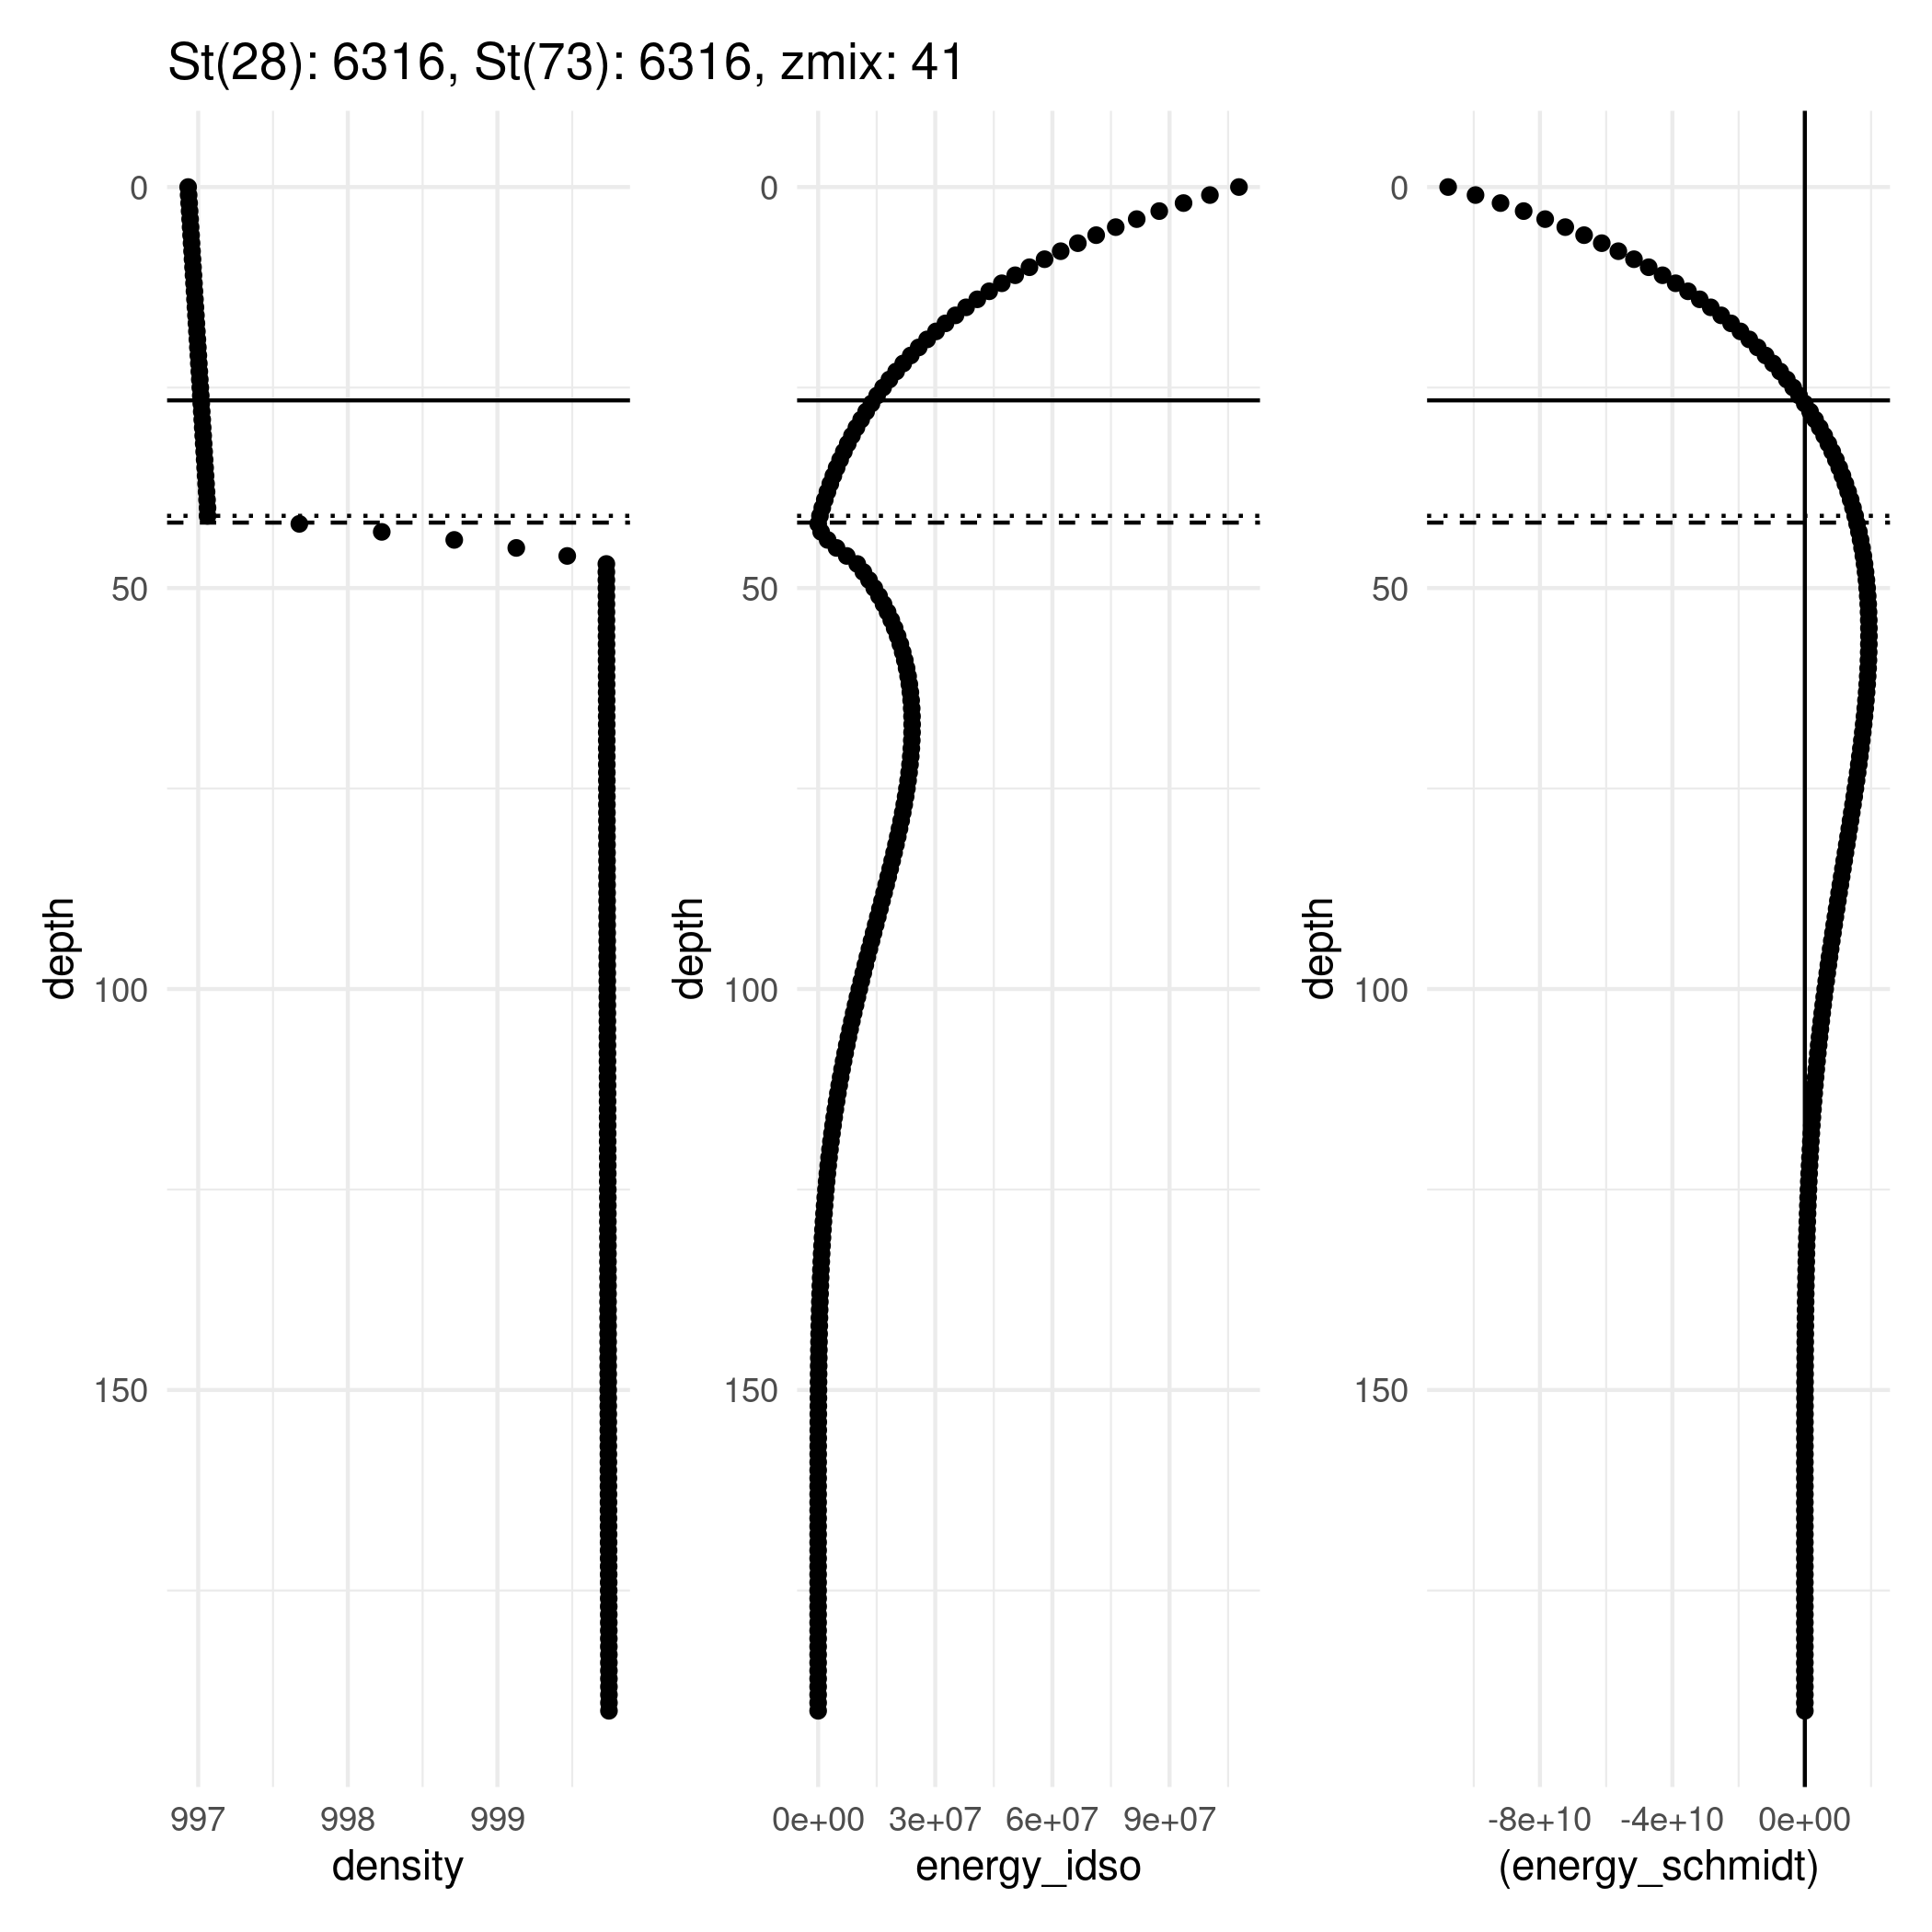 St(28): 6316, St(73): 6316, zmix: 41
0
50
100
150
depth
997 998 999
density
0
50
100
150
depth
0e+00 3e+07 6e+07 9e+07
energy_idso
0
50
100
150
depth
-8e+10 -4e+10 0e+00
(energy_schmidt)